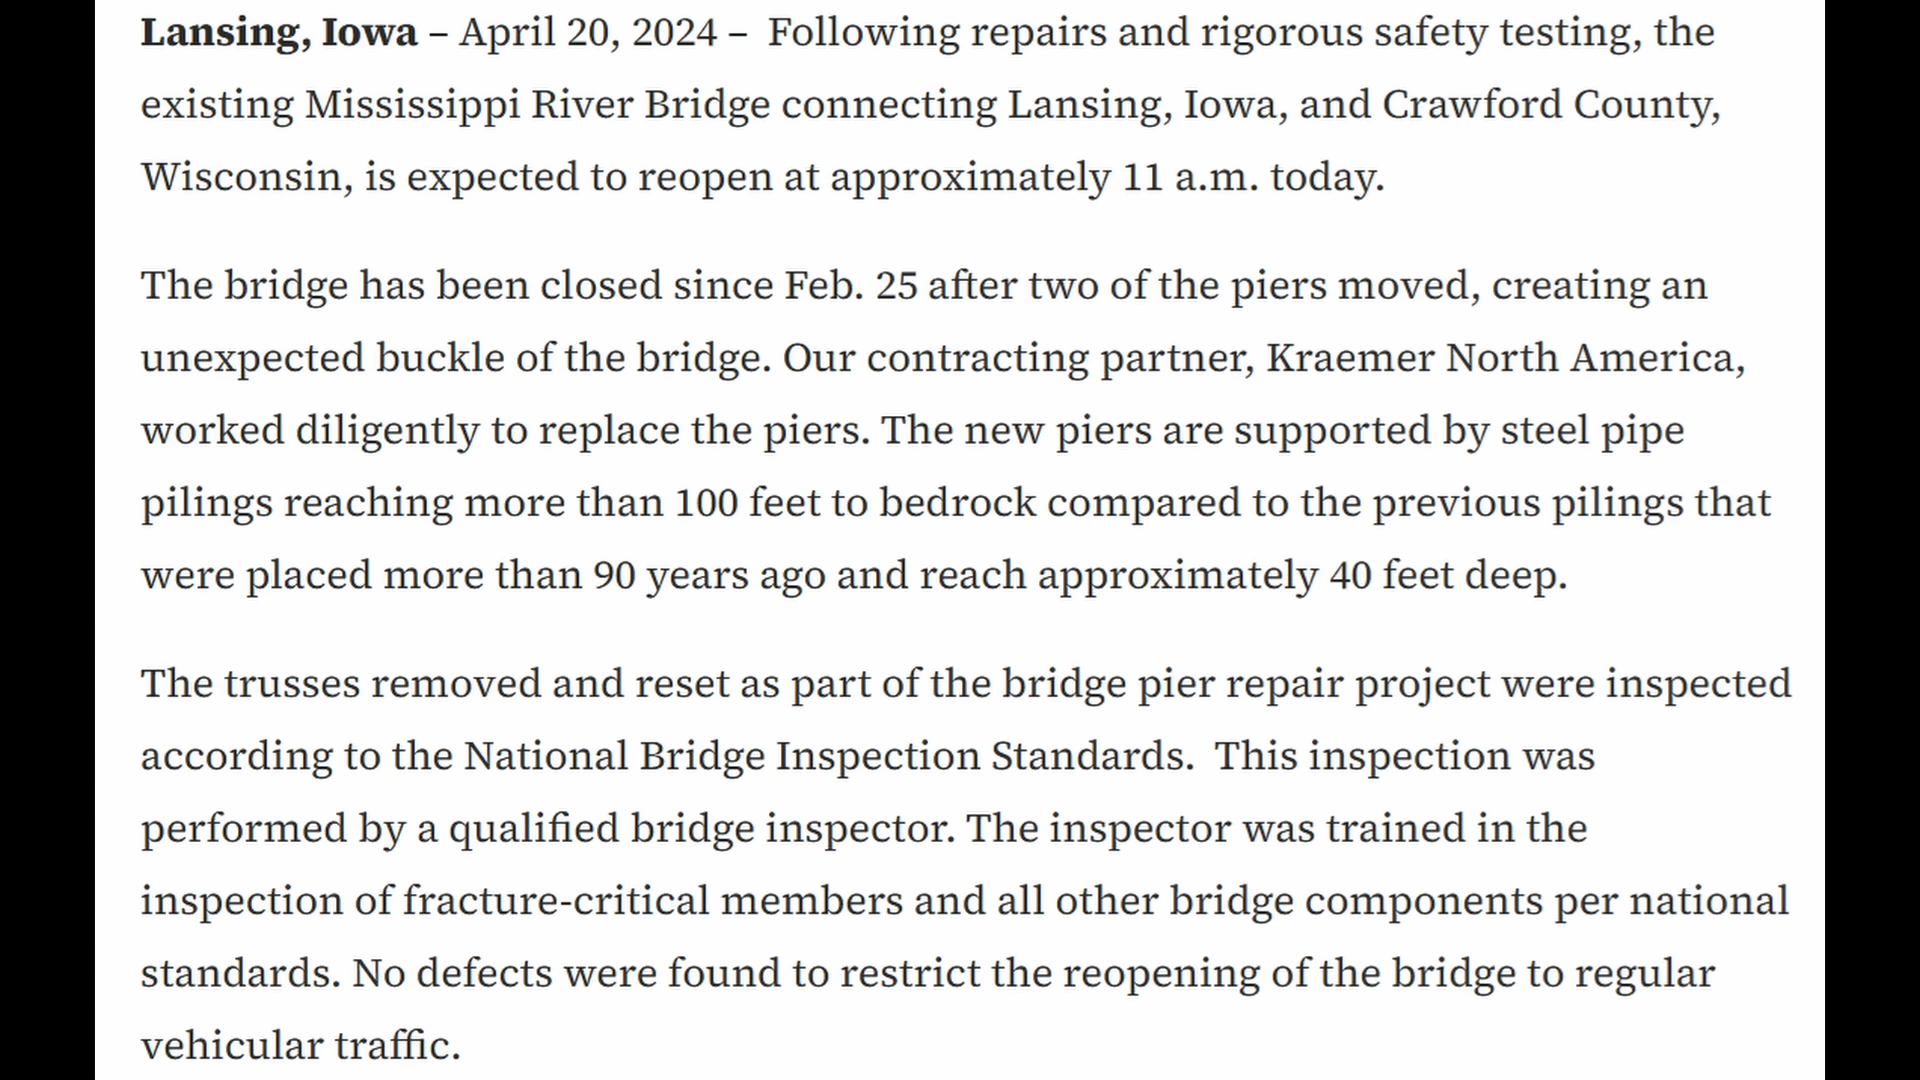 Lansing, Iowa – April 20, 2024 –  Following repairs and rigorous safety testing, the
existing Mississippi River Bridge connecting Lansing, Iowa, and Crawford County,
Wisconsin, is expected to reopen at approximately 11 a.m. today.
The bridge has been closed since Feb. 25 after two of the piers moved, creating an
unexpected buckle of the bridge. Our contracting partner, Kraemer North America,
worked diligently to replace the piers. The new piers are supported by steel pipe
pilings reaching more than 100 feet to bedrock compared to the previous pilings that
were placed more than 90 years ago and reach approximately 40 feet deep.
The trusses removed and reset as part of the bridge pier repair project were inspected
according to the National Bridge Inspection Standards.  This inspection was
performed by a qualified bridge inspector. The inspector was trained in the
inspection of fracture-critical members and all other bridge components per national
standards. No defects were found to restrict the reopening of the bridge to regular
vehicular traffic.